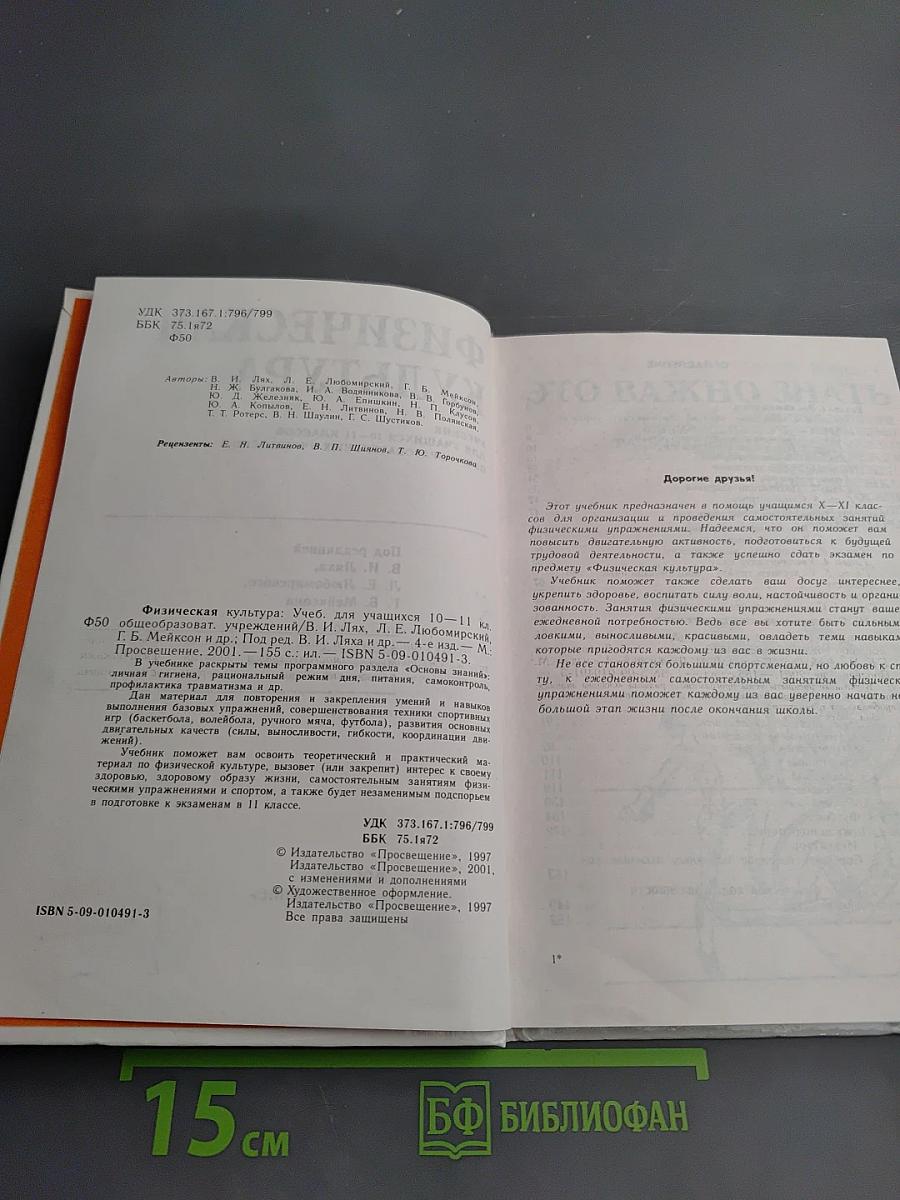 УДК 373.167.1:796/799
ББК 75.1я72
Ф50
Авторы: В. И. Лях, Л. Е. Любомирский, Г. Б. Мейксон,
Н. Ж. Булгакова, И. А. Водянникова, В. В. Горбунов,
Ю. Д. Железняк, Ю. А. Епишкин, Н. П. Клусов,
Ю. А. Копылов, Е. Н. Литвинов, Н. В. Полянская,
Т. Т. Ротерс, В. Н. Шаулин, Г. С. Шустиков.
Рецензенты: Е. Н. Литвинов, В. П. Шиянов, Т. Ю. Торочкова
Физическая культура: Учеб. для учащихся 10—11 кл.
Ф50 общеобразоват. учреждений/В. И. Лях, Л. Е. Любомирский,
Г. Б. Мейксон и др.; Под ред. В. И. Ляха и др. — 4-е изд.— М.:
Просвещение, 2001.—155 с.: ил.— ISBN 5-09-010491-3.
В учебнике раскрыты темы программного раздела «Основы знаний»:
личная гигиена, рациональный режим дня, питания, самоконтроль,
профилактика травматизма и др.
Дан материал для повторения и закрепления умений и навыков
выполнения базовых упражнений, совершенствования техники спортивных
игр (баскетбола, волейбола, ручного мяча, футбола), развития основных
двигательных качеств (силы, выносливости, гибкости, координации дви-
жений).
Учебник поможет вам освоить теоретический и практический ма-
териал по физической культуре, вызовет (или закрепит) интерес к своему
здоровью, здоровому образу жизни, самостоятельным занятиям физи-
ческими упражнениями и спортом, а также будет незаменимым подспорьем
в подготовке к экзаменам в 11 классе.
УДК 373.167.1:796/799
ББК 75.1я72
© Издательство «Просвещение», 1997
Издательство «Просвещение», 2001,
с изменениями и дополнениями
© Художественное оформление.
Издательство «Просвещение», 1997
Все права защищены
ISBN 5-09-010491-3
Дорогие друзья!
Этот учебник предназначен в помощь учащимся X—XI клас-
сов для организации и проведения самостоятельных занятий
физическими упражнениями. Надеемся, что он поможет вам
повысить двигательную активность, подготовиться к будущей
трудовой деятельности, а также успешно сдать экзамен по
предмету «Физическая культура».
Учебник поможет также сделать ваш досуг интереснее,
укрепить здоровье, воспитать силу воли, настойчивость и органи
зованность. Занятия физическими упражнениями станут ваше
ежедневной потребностью. Ведь все вы хотите быть сильным
ловкими, выносливыми, красивыми, овладеть теми навыкам
которые пригодятся каждому из вас в жизни.
Не все становятся большими спортсменами, но любовь к сп
ту, к ежедневным самостоятельным занятиям физическ
упражнениями поможет каждому из вас уверенно начать но
большой этап жизни после окончания школы.
1*
15 см
БФ БИБЛИОФАН